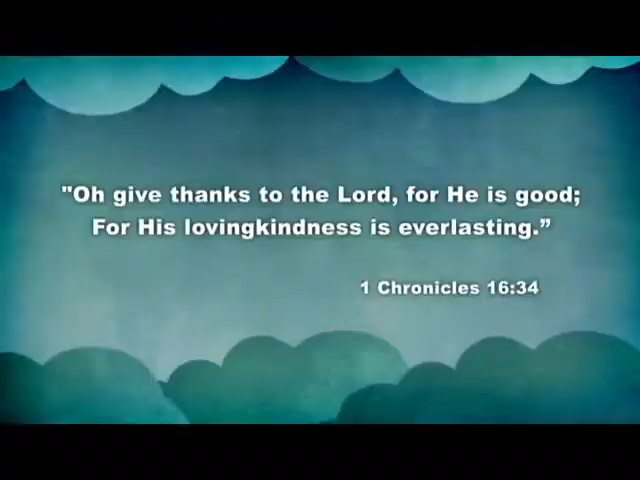 "Oh give thanks to the Lord, for He is good;
For His lovingkindness is everlasting.”
1 Chronicles 16:34